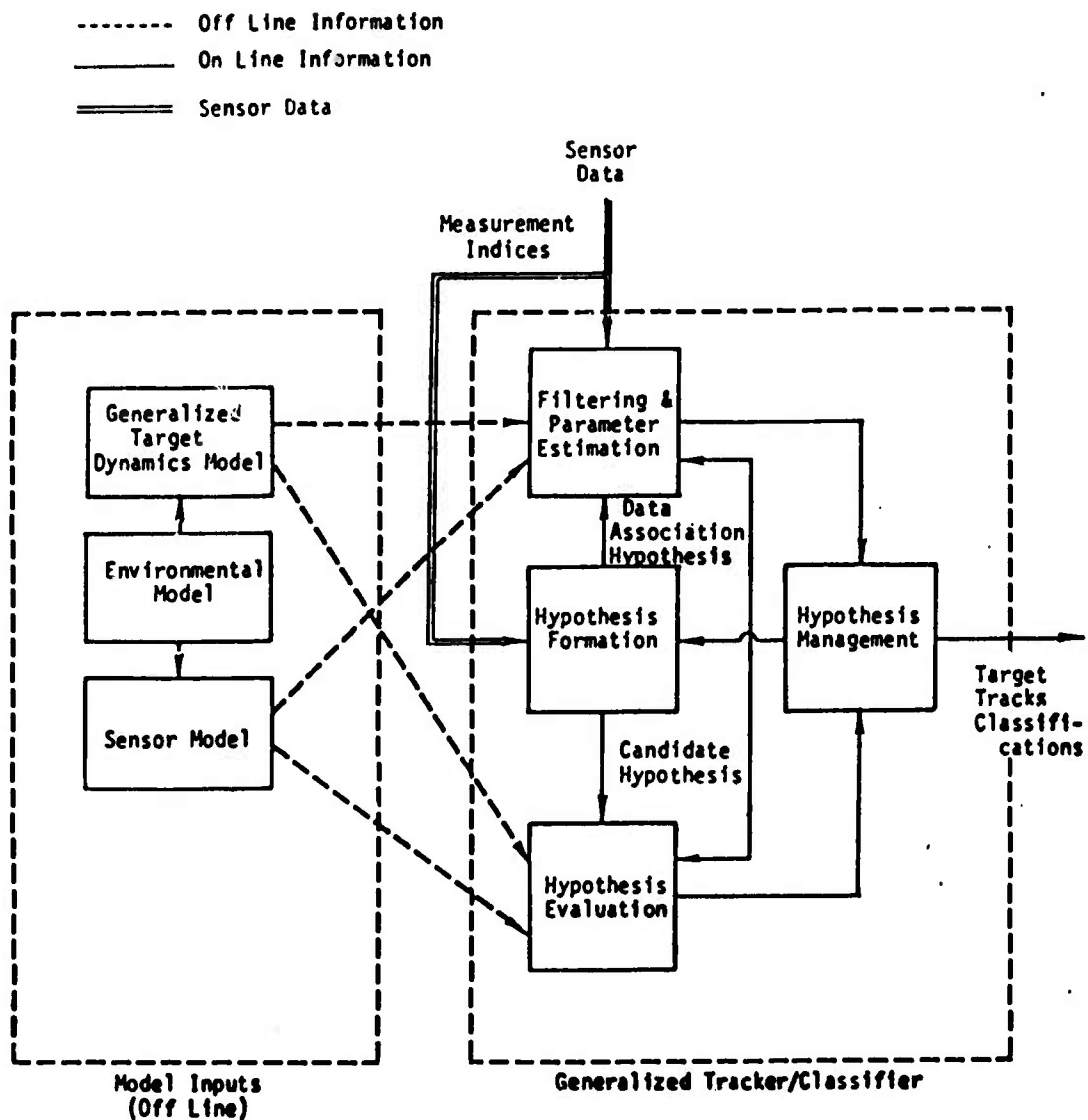 Off Line Information
On Line Information
Sensor Data
Sensor
Data
Measurement
Indices
Generalized
Target
Dynamics Model
Environmental
Model
Sensor Model
Filtering &
Parameter
Estimation
Data
Association
Hypothesis
Hypothesis
Formation
Hypothesis
Management
Target
Tracks
Classifi-
cations
Candidate
Hypothesis
Hypothesis
Evaluation
Model Inputs
(Off Line)
Generalized Tracker/Classifier